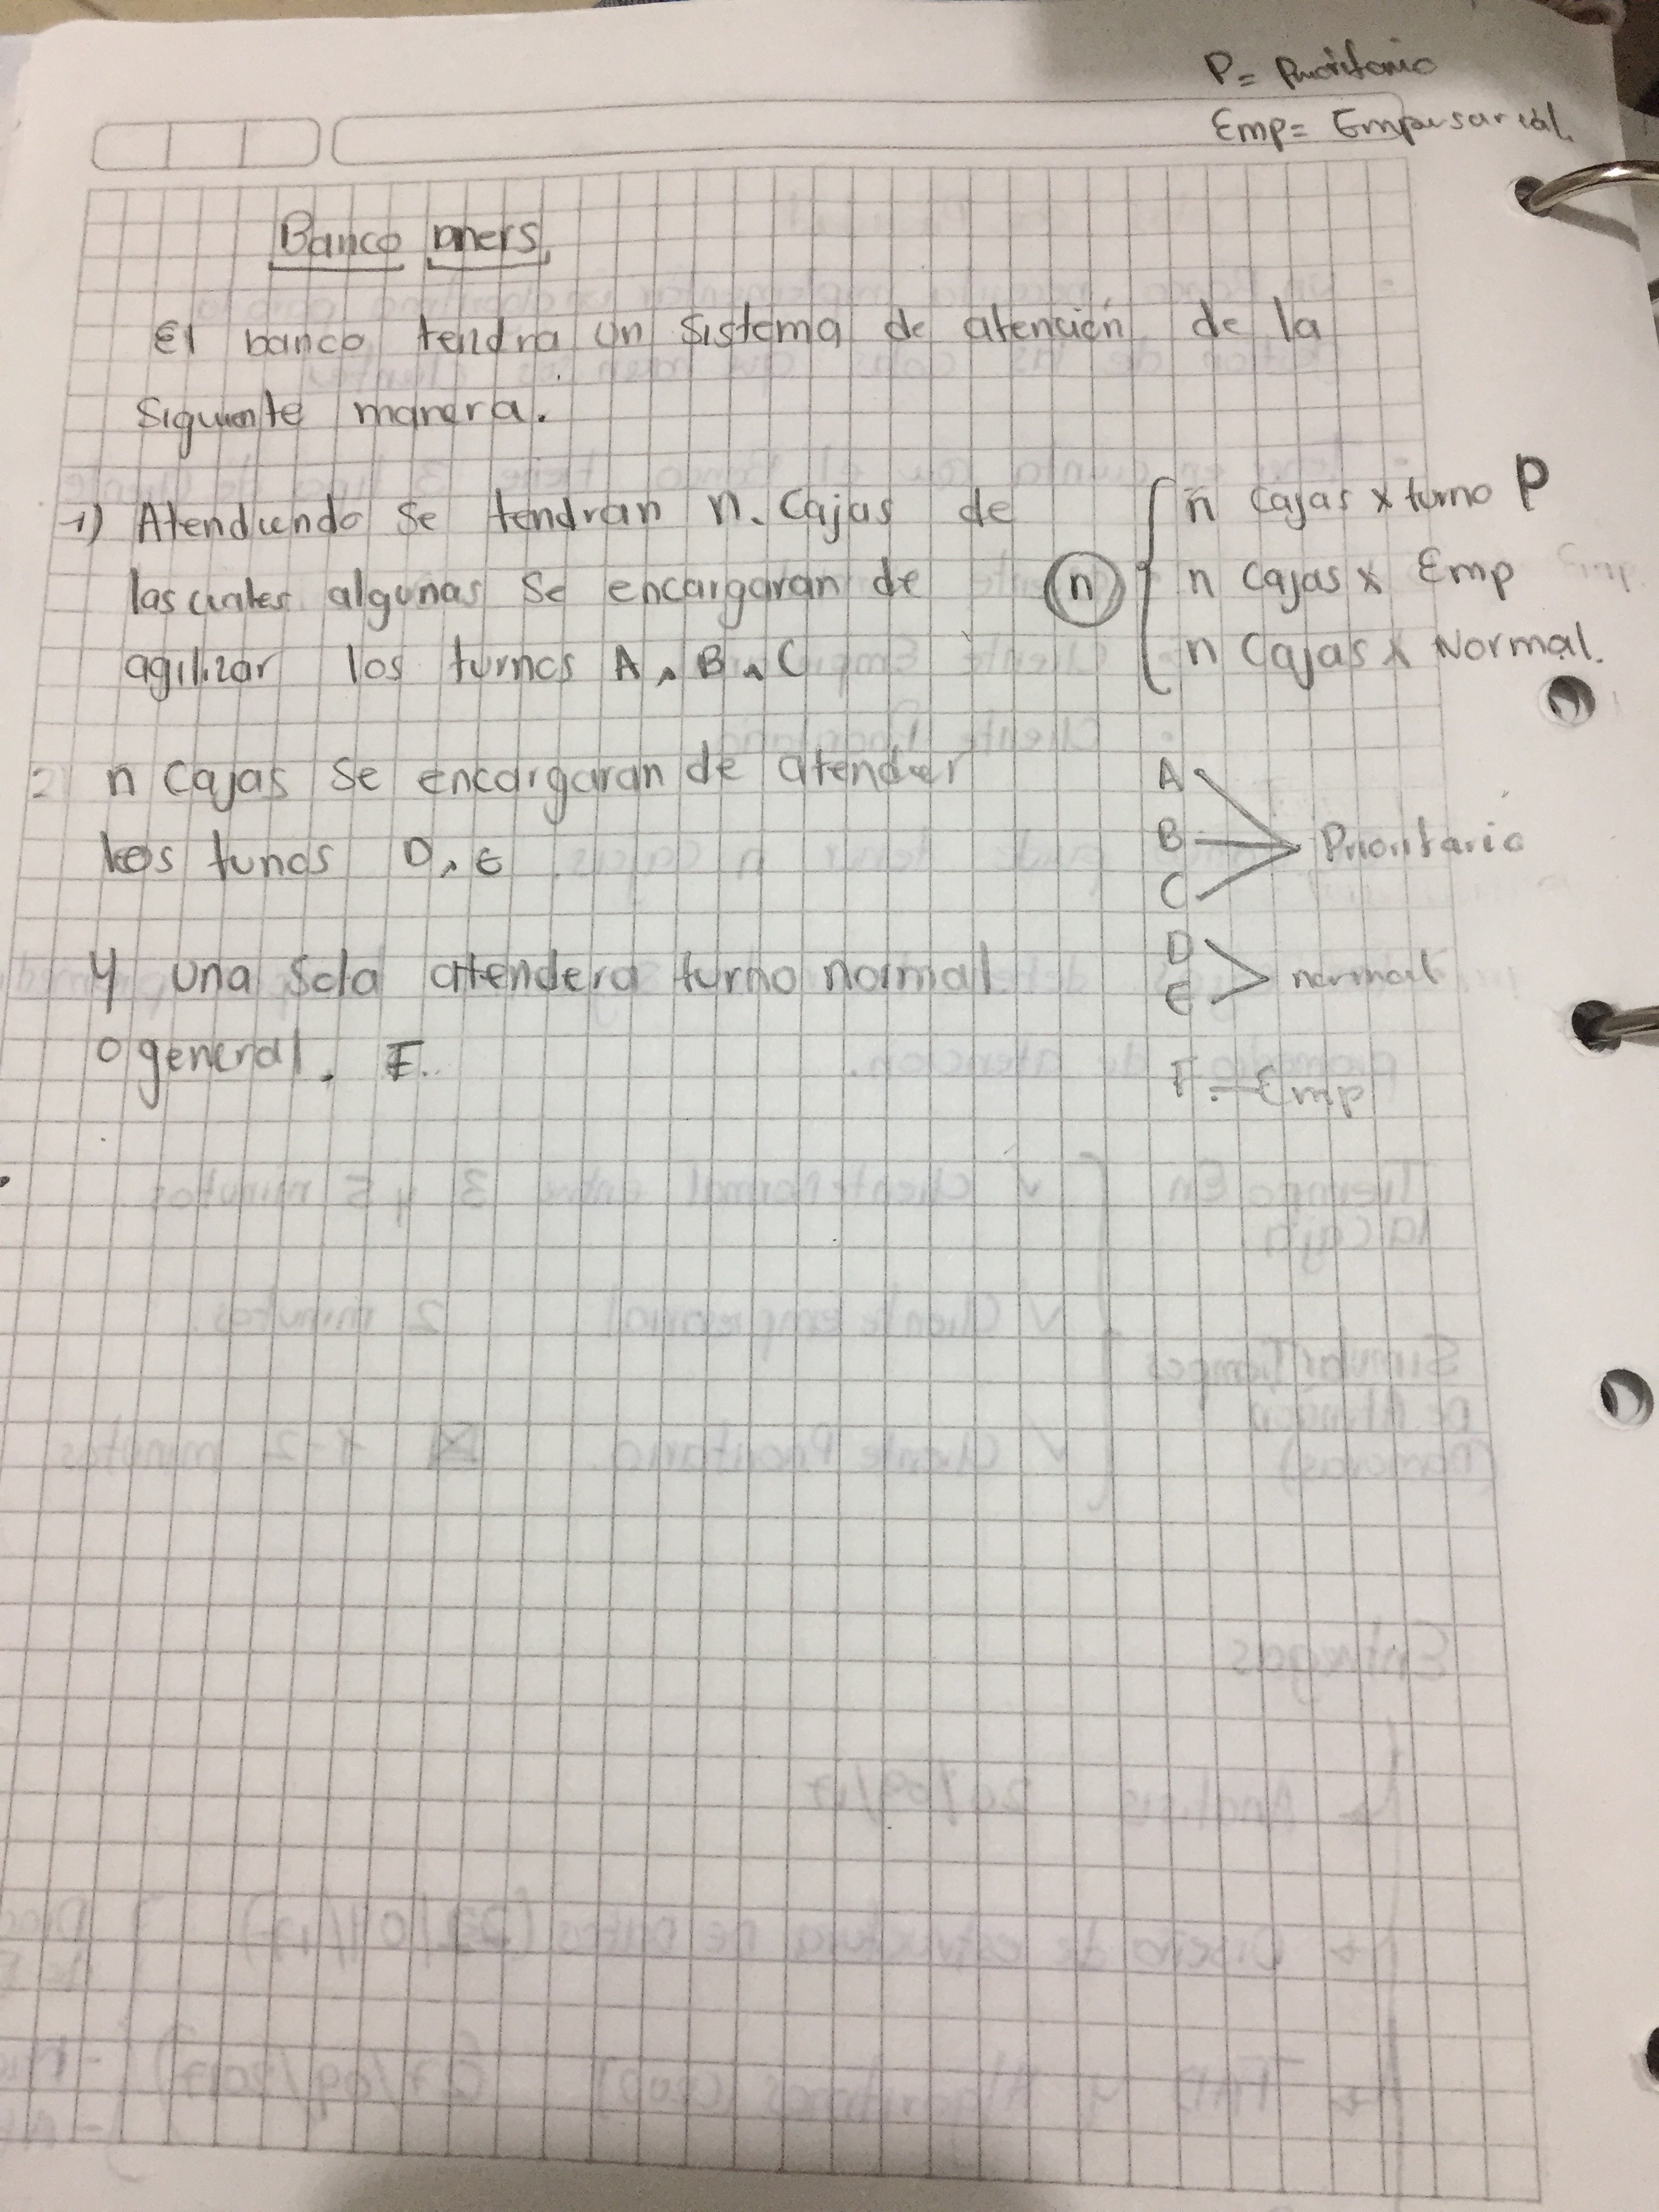 P= Prioritario
Emp= Empresarial.
Banco
El banco tendra un sistema de atención de la
siguiente manera.
1) Atendiendo se tendran n. Cajas de
las cuales algunas se encargaran de
agilizar los turnos A, B, C
n
n Cajas x turno P
n Cajas x Emp
n Cajas x Normal.
2 n Cajas se encargaran de atender
los tunos D, E
y una sola atendera turno normal
o general. F.
A
B
C
Prioritario
D
E
normal
F. Emp